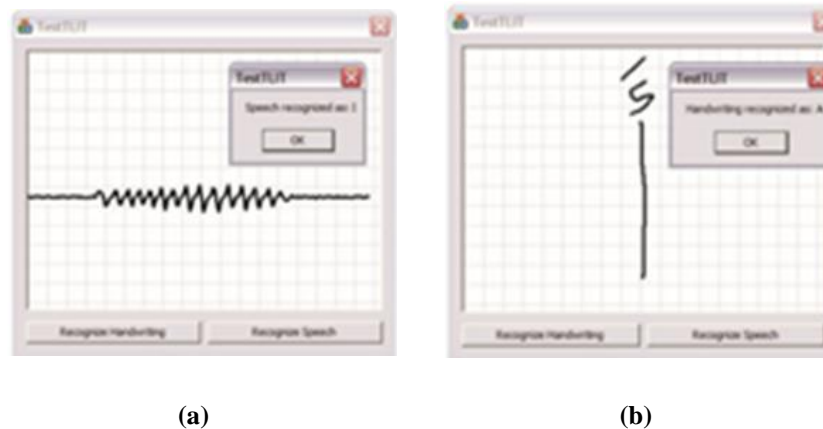 TestTLIT
TestTLIT
Speech recognized as: I
OK
Recognize Handwriting
Recognize Speech
(a)
TestTLIT
TestTLIT
أ
Handwriting recognized as: A
OK
Recognize Handwriting
Recognize Speech
(b)